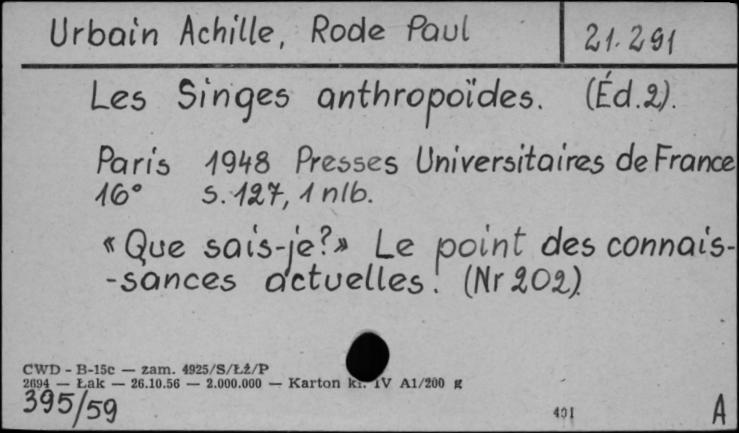 Urbain Achille, Rode Paul
21.291
Les Singes anthropoïdes. (Éd.2).
Paris 1948 Presses Universitaires de France
16° s.127, 1 nlb.
«Que sais-je?» Le point des connais-
-sances actuelles. (Nr 202)
CWD - B-15c — zam. 4925/S/Łż/P
2694 — Łak — 26.10.56 — 2.000.000 — Karton kl. IV A1/200 g
395/59
401
A